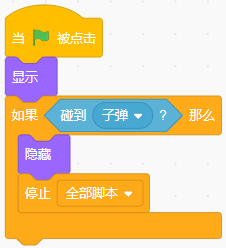 当 被点击
显示
如果 碰到 子弹 ? 那么
隐藏
停止 全部脚本